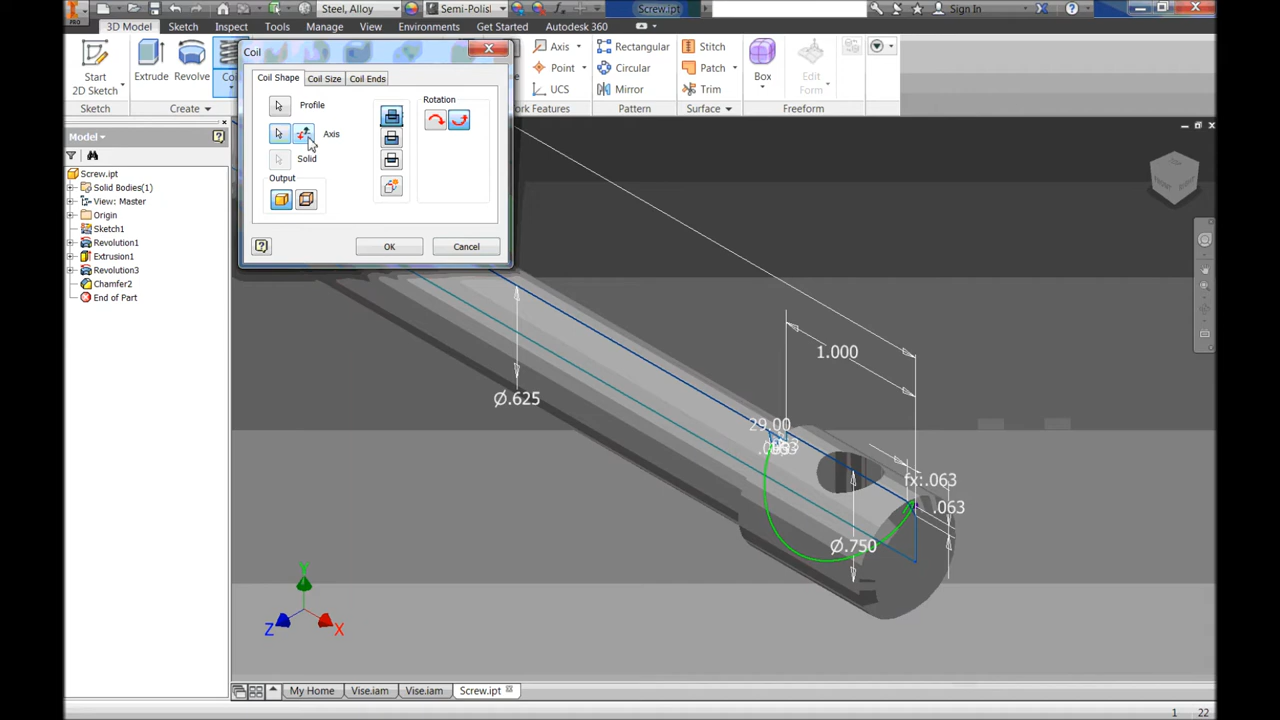 PRO
Steel, Alloy
Semi-Polisl
fx
Screw.ipt
Sign In
3D Model
Sketch
Inspect
Tools
Manage
View
Environments
Get Started
Autodesk 360
Start
2D Sketch
Extrude
Revolve
Axis
Point
UCS
Rectangular
Circular
Mirror
Stitch
Patch
Trim
Box
Edit
Form
Sketch
Create
Pattern
Surface
Freeform
Coil
Coil Shape
Coil Size
Coil Ends
Profile
Axis
Solid
Output
Rotation
OK
Cancel
Model
Screw.ipt
Solid Bodies(1)
View: Master
Origin
Sketch1
Revolution1
Extrusion1
Revolution3
Chamfer2
End of Part
1.000
Ø.625
29.00
fx:.063
.063
Ø.750
Y
Z
X
My Home
Vise.iam
Vise.iam
Screw.ipt
1
22